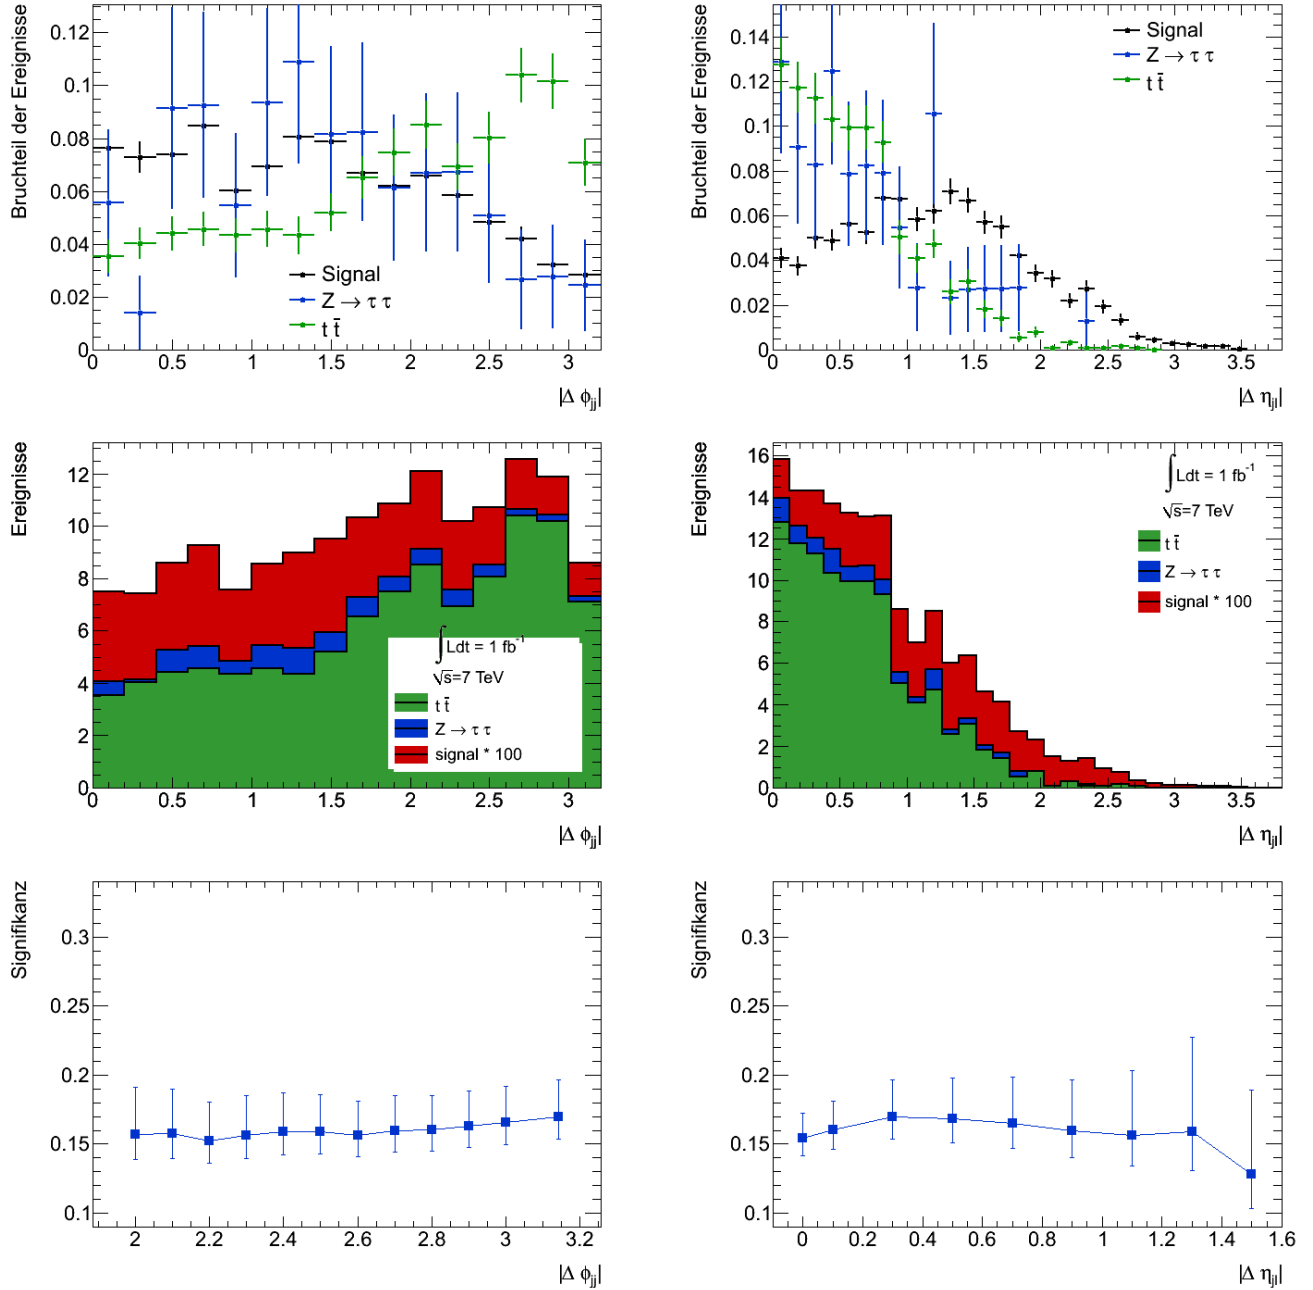 Bruchteil der Ereignisse
0.12
0.1
0.08
0.06
0.04
0.02
0
Signal
Z → τ τ
t t̄
0 0.5 1 1.5 2 2.5 3
|Δ ϕjj|
Bruchteil der Ereignisse
0.14
0.12
0.1
0.08
0.06
0.04
0.02
0
Signal
Z → τ τ
t t̄
0 0.5 1 1.5 2 2.5 3 3.5
|Δ ηjl|
Ereignisse
12
10
8
6
4
2
0
∫ Ldt = 1 fb⁻¹
√s=7 TeV
t t̄
Z → τ τ
signal * 100
0 0.5 1 1.5 2 2.5 3
|Δ ϕjj|
Ereignisse
16
14
12
10
8
6
4
2
0
∫ Ldt = 1 fb⁻¹
√s=7 TeV
t t̄
Z → τ τ
signal * 100
0 0.5 1 1.5 2 2.5 3 3.5
|Δ ηjl|
Signifikanz
0.3
0.25
0.2
0.15
0.1
2 2.2 2.4 2.6 2.8 3 3.2
|Δ ϕjj|
Signifikanz
0.3
0.25
0.2
0.15
0.1
0 0.2 0.4 0.6 0.8 1 1.2 1.4 1.6
|Δ ηjl|